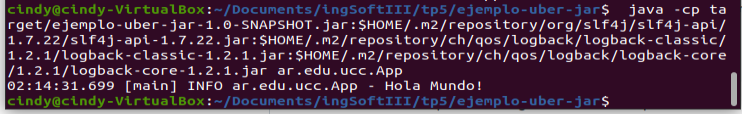 cindy@cindy-VirtualBox:~/Documents/ingSoftIII/tp5/ejemplo-uber-jar$  java -cp ta
rget/ejemplo-uber-jar-1.0-SNAPSHOT.jar:$HOME/.m2/repository/org/slf4j/slf4j-api/
1.7.22/slf4j-api-1.7.22.jar:$HOME/.m2/repository/ch/qos/logback/logback-classic/
1.2.1/logback-classic-1.2.1.jar:$HOME/.m2/repository/ch/qos/logback/logback-core
/1.2.1/logback-core-1.2.1.jar ar.edu.ucc.App
02:14:31.699 [main] INFO ar.edu.ucc.App - Hola Mundo!
cindy@cindy-VirtualBox:~/Documents/ingSoftIII/tp5/ejemplo-uber-jar$